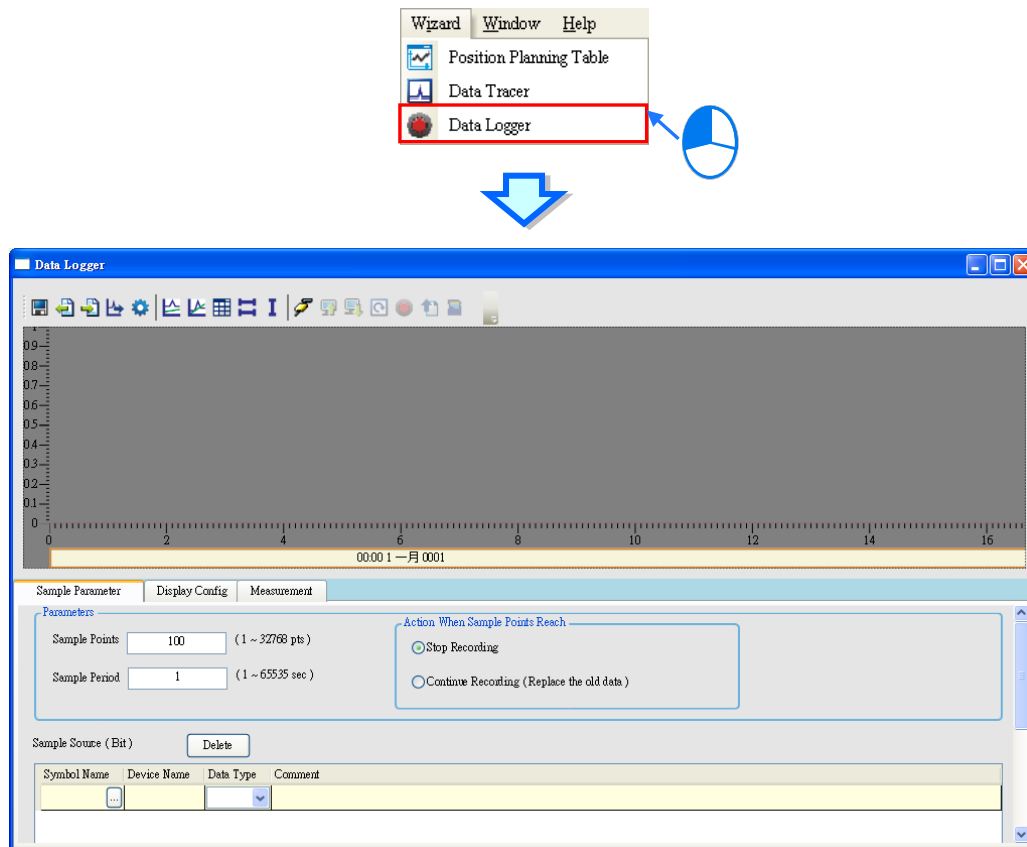 Wizard Window Help
Position Planning Table
Data Tracer
Data Logger
Data Logger
1
0.9
0.8
0.7
0.6
0.5
0.4
0.3
0.2
0.1
0
0 2 4 6 8 10 12 14 16
00:00 1 一月 0001
Sample Parameter Display Config Measurement
Parameters
Action When Sample Points Reach
Sample Points 100 ( 1 ~ 32768 pts )
Stop Recording
Sample Period 1 ( 1 ~ 65535 sec )
Continue Recording ( Replace the old data )
Sample Source ( Bit ) Delete
Symbol Name Device Name Data Type Comment
...